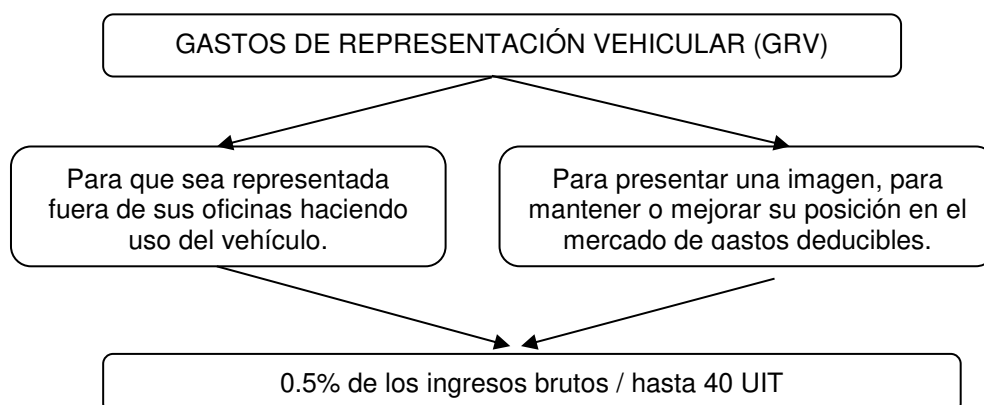 GASTOS DE REPRESENTACIÓN VEHICULAR (GRV)
Para que sea representada
fuera de sus oficinas haciendo
uso del vehículo.
Para presentar una imagen, para
mantener o mejorar su posición en el
mercado de gastos deducibles.
0.5% de los ingresos brutos / hasta 40 UIT